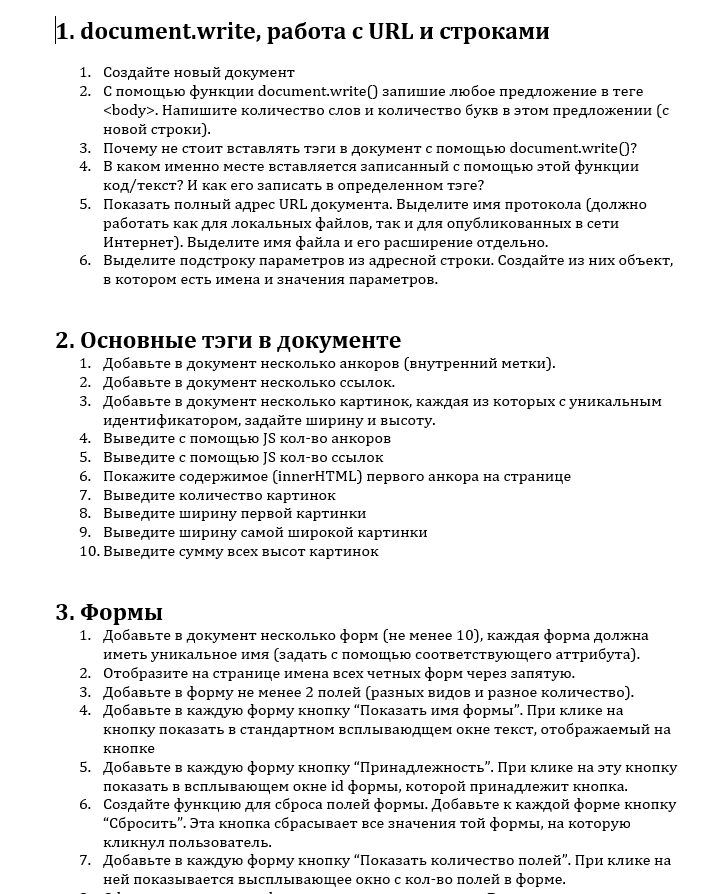 1. document.write, работа с URL и строками
1. Создайте новый документ
2. С помощью функции document.write() запишие любое предложение в теге
<body>. Напишите количество слов и количество букв в этом предложении (с
новой строки).
3. Почему не стоит вставлять тэги в документ с помощью document.write()?
4. В каком именно месте вставляется записанный с помощью этой функции
код/текст? И как его записать в определенном тэге?
5. Показать полный адрес URL документа. Выделите имя протокола (должно
работать как для локальных файлов, так и для опубликованных в сети
Интернет). Выделите имя файла и его расширение отдельно.
6. Выделите подстроку параметров из адресной строки. Создайте из них объект,
в котором есть имена и значения параметров.
2. Основные тэги в документе
1. Добавьте в документ несколько анкоров (внутренний метки).
2. Добавьте в документ несколько ссылок.
3. Добавьте в документ несколько картинок, каждая из которых с уникальным
идентификатором, задайте ширину и высоту.
4. Выведите с помощью JS кол-во анкоров
5. Выведите с помощью JS кол-во ссылок
6. Покажите содержимое (innerHTML) первого анкора на странице
7. Выведите количество картинок
8. Выведите ширину первой картинки
9. Выведите ширину самой широкой картинки
10. Выведите сумму всех высот картинок
3. Формы
1. Добавьте в документ несколько форм (не менее 10), каждая форма должна
иметь уникальное имя (задать с помощью соответствующего аттрибута).
2. Отобразите на странице имена всех четных форм через запятую.
3. Добавьте в форму не менее 2 полей (разных видов и разное количество).
4. Добавьте в каждую форму кнопку “Показать имя формы”. При клике на
кнопку показать в стандартном всплываюдщем окне текст, отображаемый на
кнопке
5. Добавьте в каждую форму кнопку “Принадлежность”. При клике на эту кнопку
показать в всплывающем окне id формы, которой принадлежит кнопка.
6. Создайте функцию для сброса полей формы. Добавьте к каждой форме кнопку
“Сбросить”. Эта кнопка сбрасывает все значения той формы, на которую
кликнул пользователь.
7. Добавьте в каждую форму кнопку “Показать количество полей”. При клике на
ней показывается высплывающее окно с кол-во полей в форме.